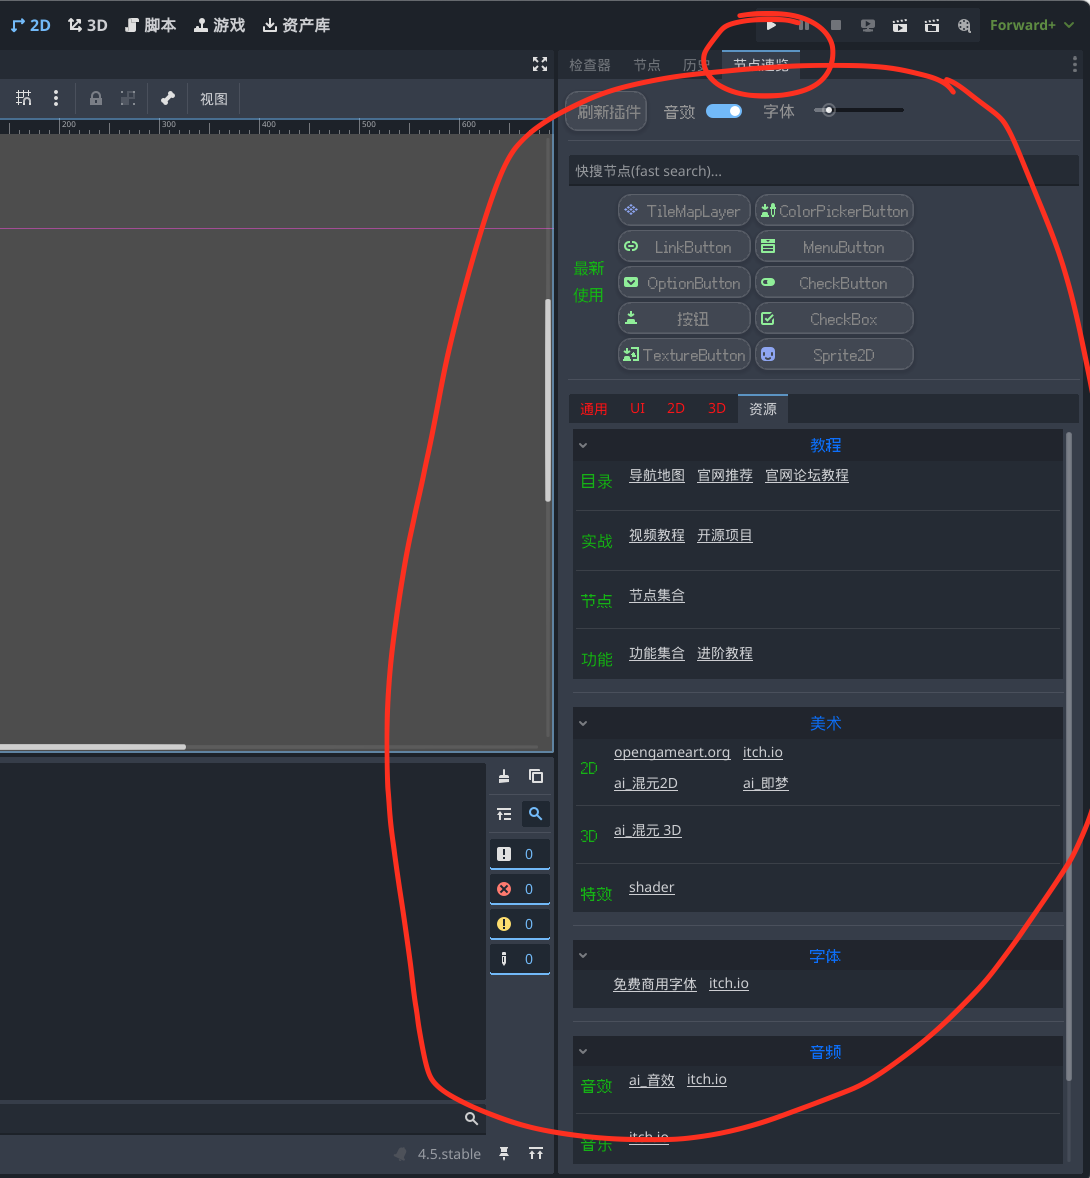 2D 3D 脚本 游戏 资产库 Forward+
检查器 节点 历史 节点速览
视图
刷新插件 音效 字体
200 300 400 500 600
快搜节点(fast search)...
最新使用
TileMapLayer ColorPickerButton
LinkButton MenuButton
OptionButton CheckButton
按钮 CheckBox
TextureButton Sprite2D
通用 UI 2D 3D 资源
教程
目录 导航地图 官网推荐 官网论坛教程
实战 视频教程 开源项目
节点 节点集合
功能 功能集合 进阶教程
美术
2D opengameart.org itch.io
ai_混元2D ai_即梦
3D ai_混元 3D
特效 shader
字体
免费商用字体 itch.io
音频
音效 ai_音效 itch.io
音乐 itch.io
0
0
0
0
4.5.stable